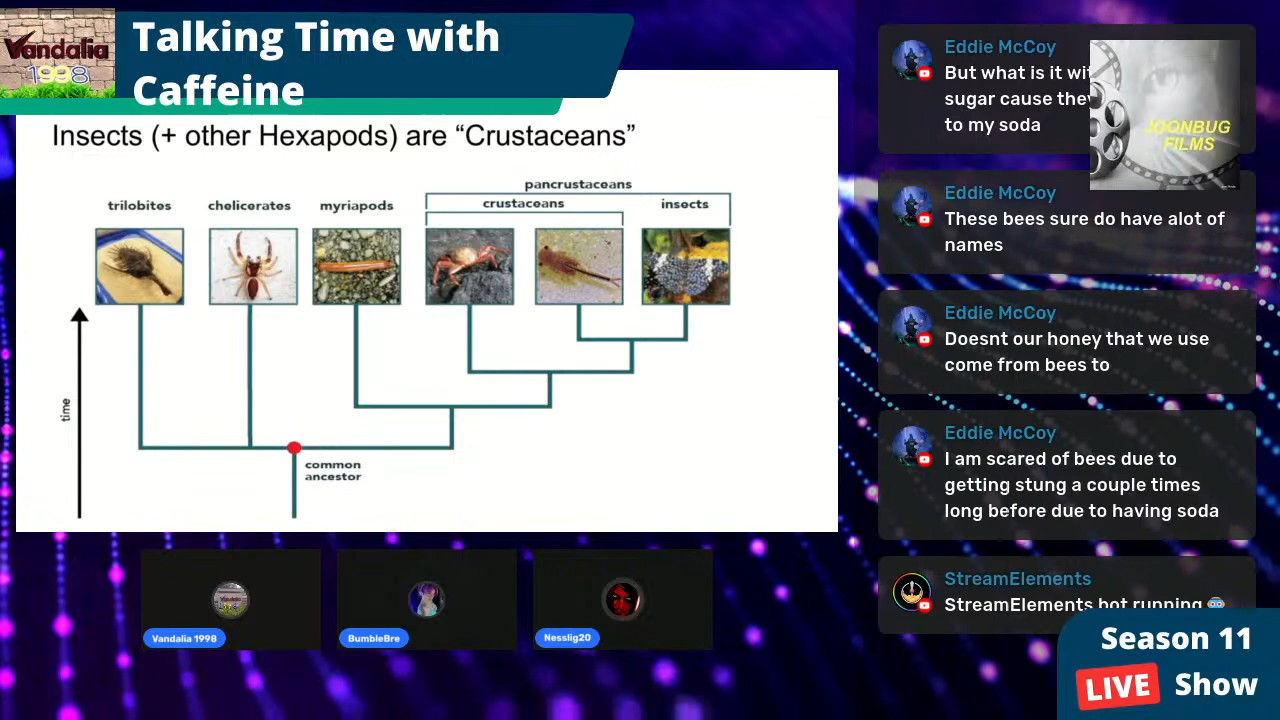 Vandalia
1998
Talking Time with
Caffeine
Insects (+ other Hexapods) are “Crustaceans”
pancrustaceans
trilobites
chelicerates
myriapods
crustaceans
insects
time
common
ancestor
Vandalia 1998
BumbleBre
Nesslig20
Eddie McCoy
But what is it
sugar cause they
to my soda
JOONBUG
FILMS
Eddie McCoy
These bees sure do have alot of
names
Eddie McCoy
Doesnt our honey that we use
come from bees to
Eddie McCoy
I am scared of bees due to
getting stung a couple times
long before due to having soda
StreamElements
StreamElements bot running
Season 11
LIVE Show